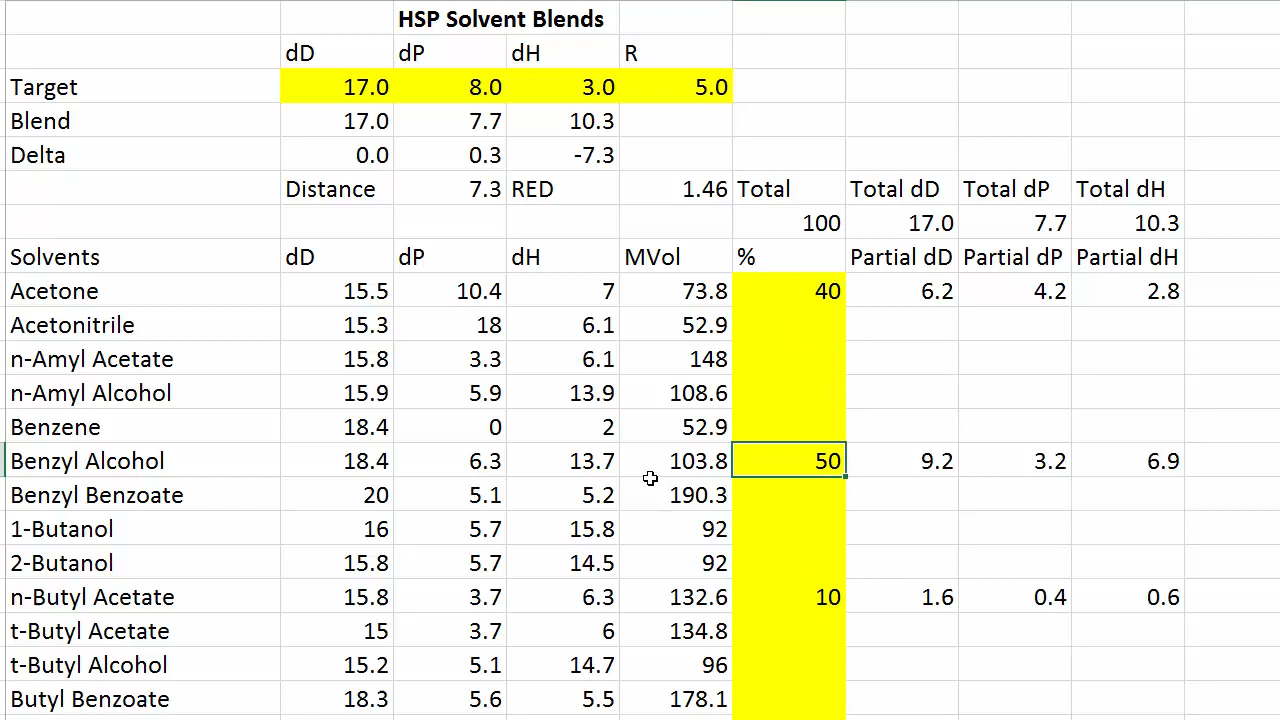 HSP Solvent Blends
dD dP dH R
Target 17.0 8.0 3.0 5.0
Blend 17.0 7.7 10.3
Delta 0.0 0.3 -7.3
Distance 7.3 RED 1.46 Total Total dD Total dP Total dH
100 17.0 7.7 10.3
Solvents dD dP dH MVol % Partial dD Partial dP Partial dH
Acetone 15.5 10.4 7 73.8 40 6.2 4.2 2.8
Acetonitrile 15.3 18 6.1 52.9
n-Amyl Acetate 15.8 3.3 6.1 148
n-Amyl Alcohol 15.9 5.9 13.9 108.6
Benzene 18.4 0 2 52.9
Benzyl Alcohol 18.4 6.3 13.7 103.8 50 9.2 3.2 6.9
Benzyl Benzoate 20 5.1 5.2 190.3
1-Butanol 16 5.7 15.8 92
2-Butanol 15.8 5.7 14.5 92
n-Butyl Acetate 15.8 3.7 6.3 132.6 10 1.6 0.4 0.6
t-Butyl Acetate 15 3.7 6 134.8
t-Butyl Alcohol 15.2 5.1 14.7 96
Butyl Benzoate 18.3 5.6 5.5 178.1